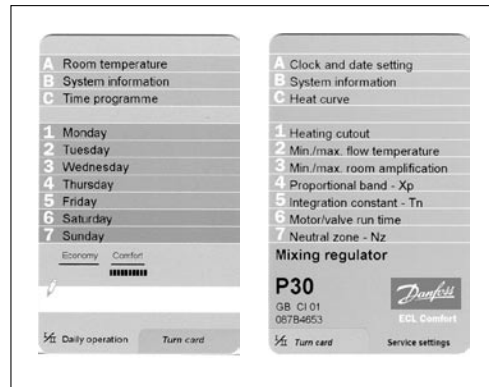 A Room temperature
B System information
C Time programme
1 Monday
2 Tuesday
3 Wednesday
4 Thursday
5 Friday
6 Saturday
7 Sunday
Economy Comfort
Daily operation Turn card
A Clock and date setting
B System information
C Heat curve
1 Heating cutout
2 Min./max. flow temperature
3 Min./max. room amplification
4 Proportional band - Xp
5 Integration constant - Tn
6 Motor/valve run time
7 Neutral zone - Nz
Mixing regulator
P30
GB CI 01
087B4653
Danfoss
ECL Comfort
Turn card Service settings